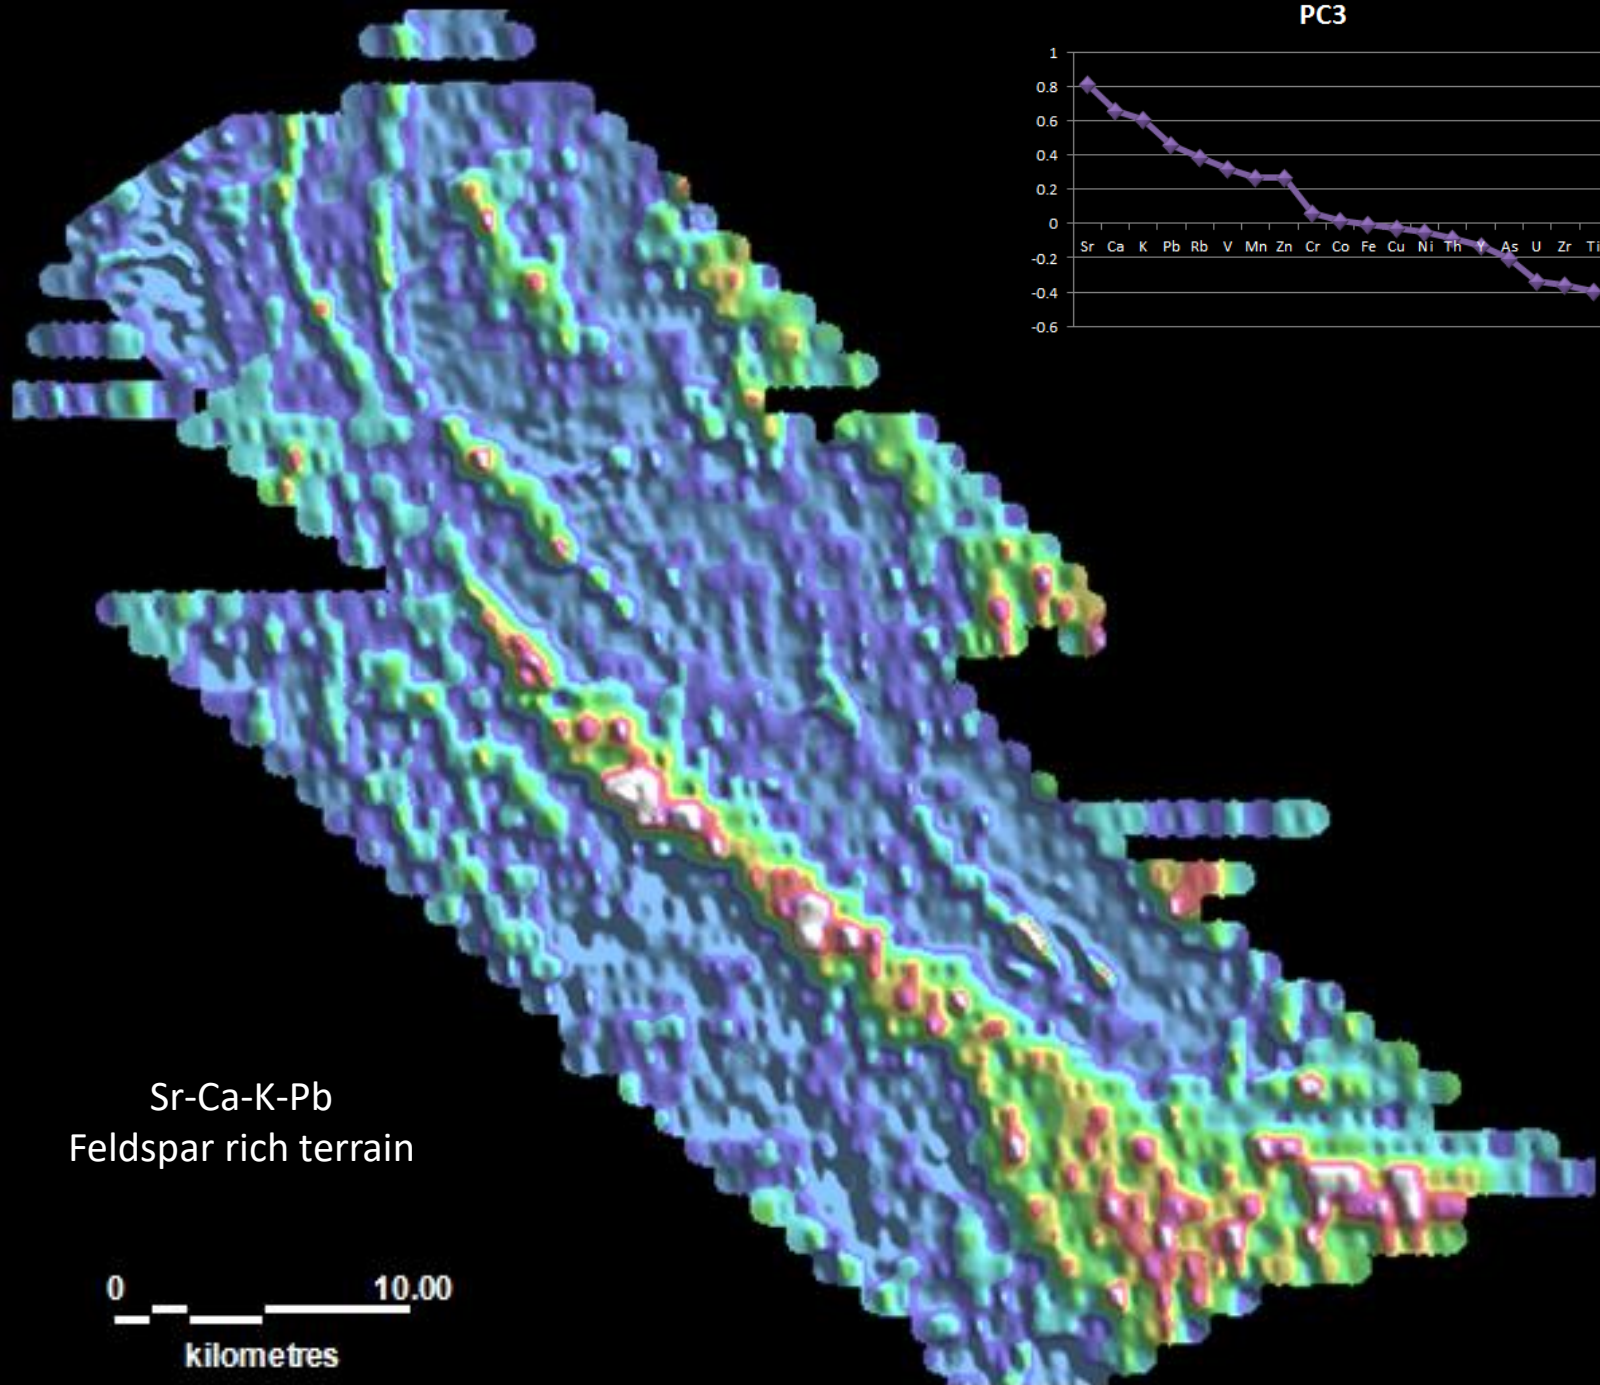 PC3
1
0.8
0.6
0.4
0.2
0
-0.2
-0.4
-0.6
Sr Ca K Pb Rb V Mn Zn Cr Co Fe Cu Ni Th Y As U Zr Ti
Sr-Ca-K-Pb
Feldspar rich terrain
0 10.00
kilometres